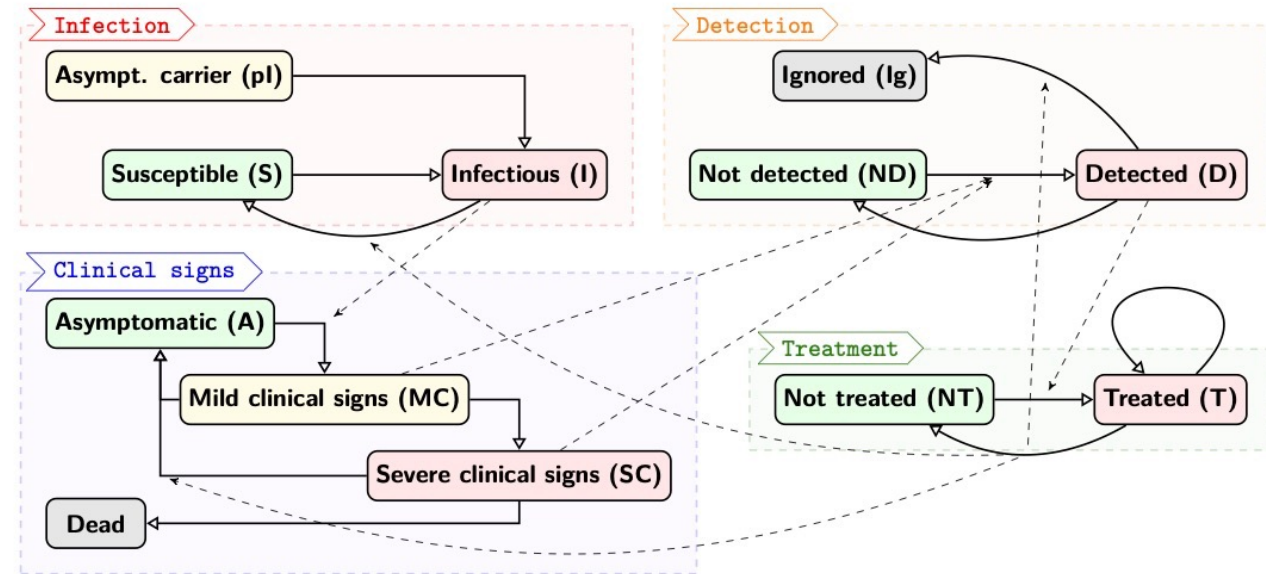 Infection
Asympt. carrier (pI)
Susceptible (S)
Infectious (I)
Detection
Ignored (Ig)
Not detected (ND)
Detected (D)
Clinical signs
Asymptomatic (A)
Mild clinical signs (MC)
Severe clinical signs (SC)
Dead
Treatment
Not treated (NT)
Treated (T)